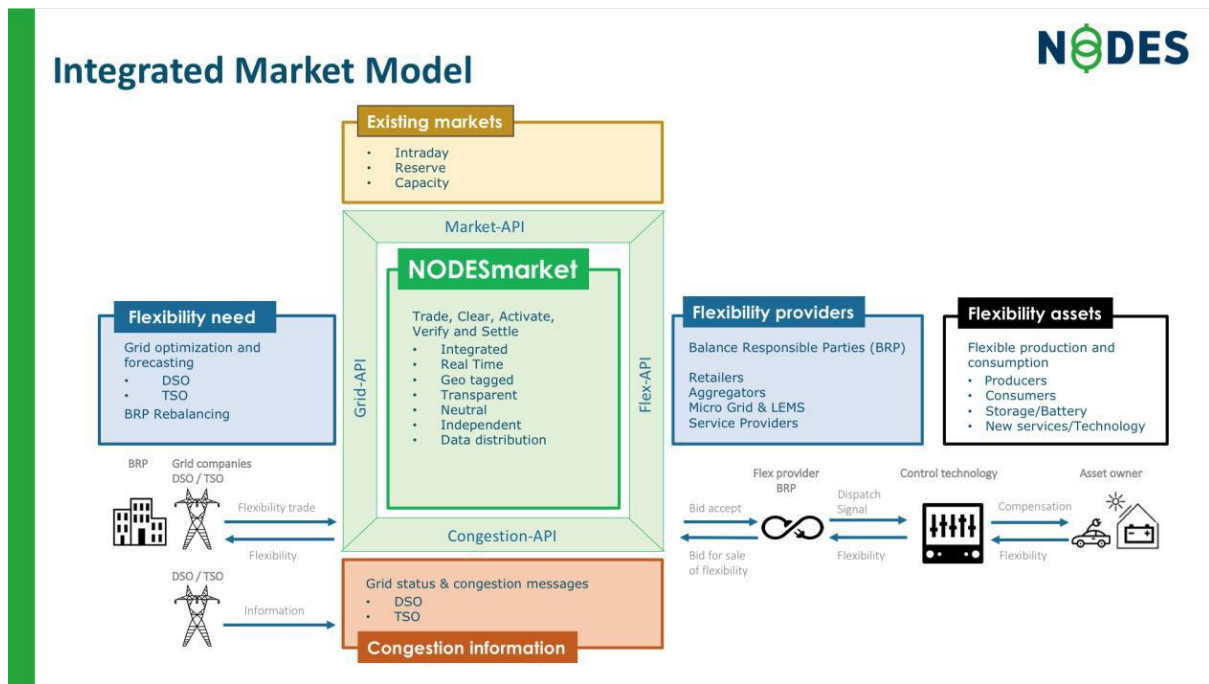 NODES
Integrated Market Model
Existing markets
• Intraday
• Reserve
• Capacity
Market-API
Grid-API
NODESmarket
Trade, Clear, Activate,
Verify and Settle
• Integrated
• Real Time
• Geo tagged
• Transparent
• Neutral
• Independent
• Data distribution
Flex-API
Congestion-API
Flexibility need
Grid optimization and
forecasting
• DSO
• TSO
BRP Rebalancing
Flexibility providers
Balance Responsible Parties (BRP)
Retailers
Aggregators
Micro Grid & LEMS
Service Providers
Flexibility assets
Flexible production and
consumption
• Producers
• Consumers
• Storage/Battery
• New services/Technology
BRP
Grid companies
DSO / TSO
Flexibility trade
Flexibility
DSO / TSO
Information
Grid status & congestion messages
• DSO
• TSO
Congestion information
Bid accept
Bid for sale
of flexibility
Flex provider
BRP
Dispatch
Signal
Flexibility
Control technology
Compensation
Flexibility
Asset owner